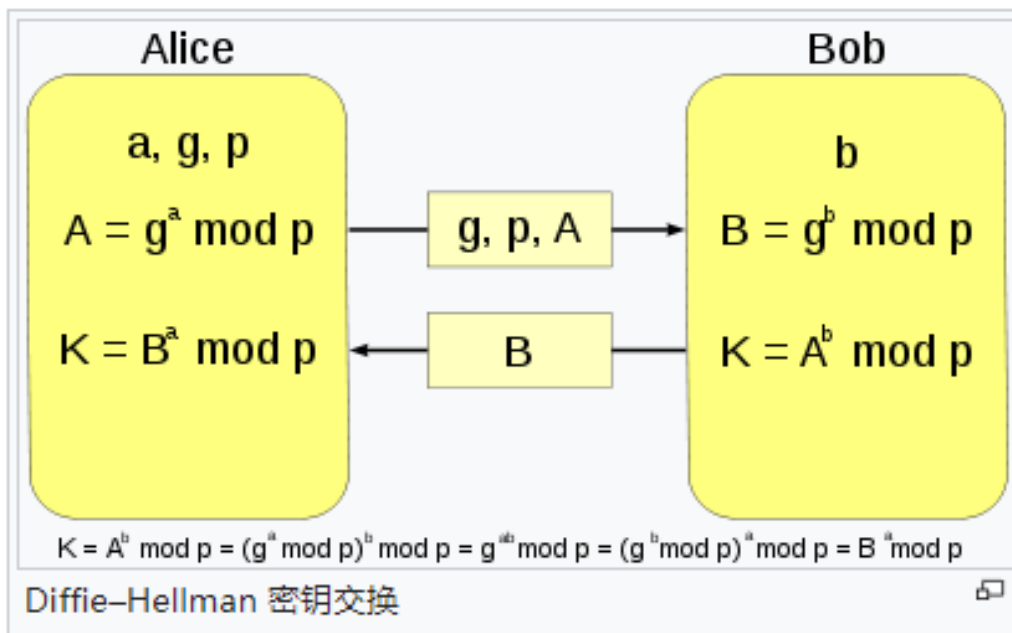 Alice Bob
a, g, p b
A = gᵃ mod p g, p, A B = gᵇ mod p
K = Bᵃ mod p B K = Aᵇ mod p
K = Aᵇ mod p = (gᵃ mod p)ᵇ mod p = gᵃᵇ mod p = (gᵇ mod p)ᵃ mod p = Bᵃ mod p
Diffie–Hellman 密钥交换